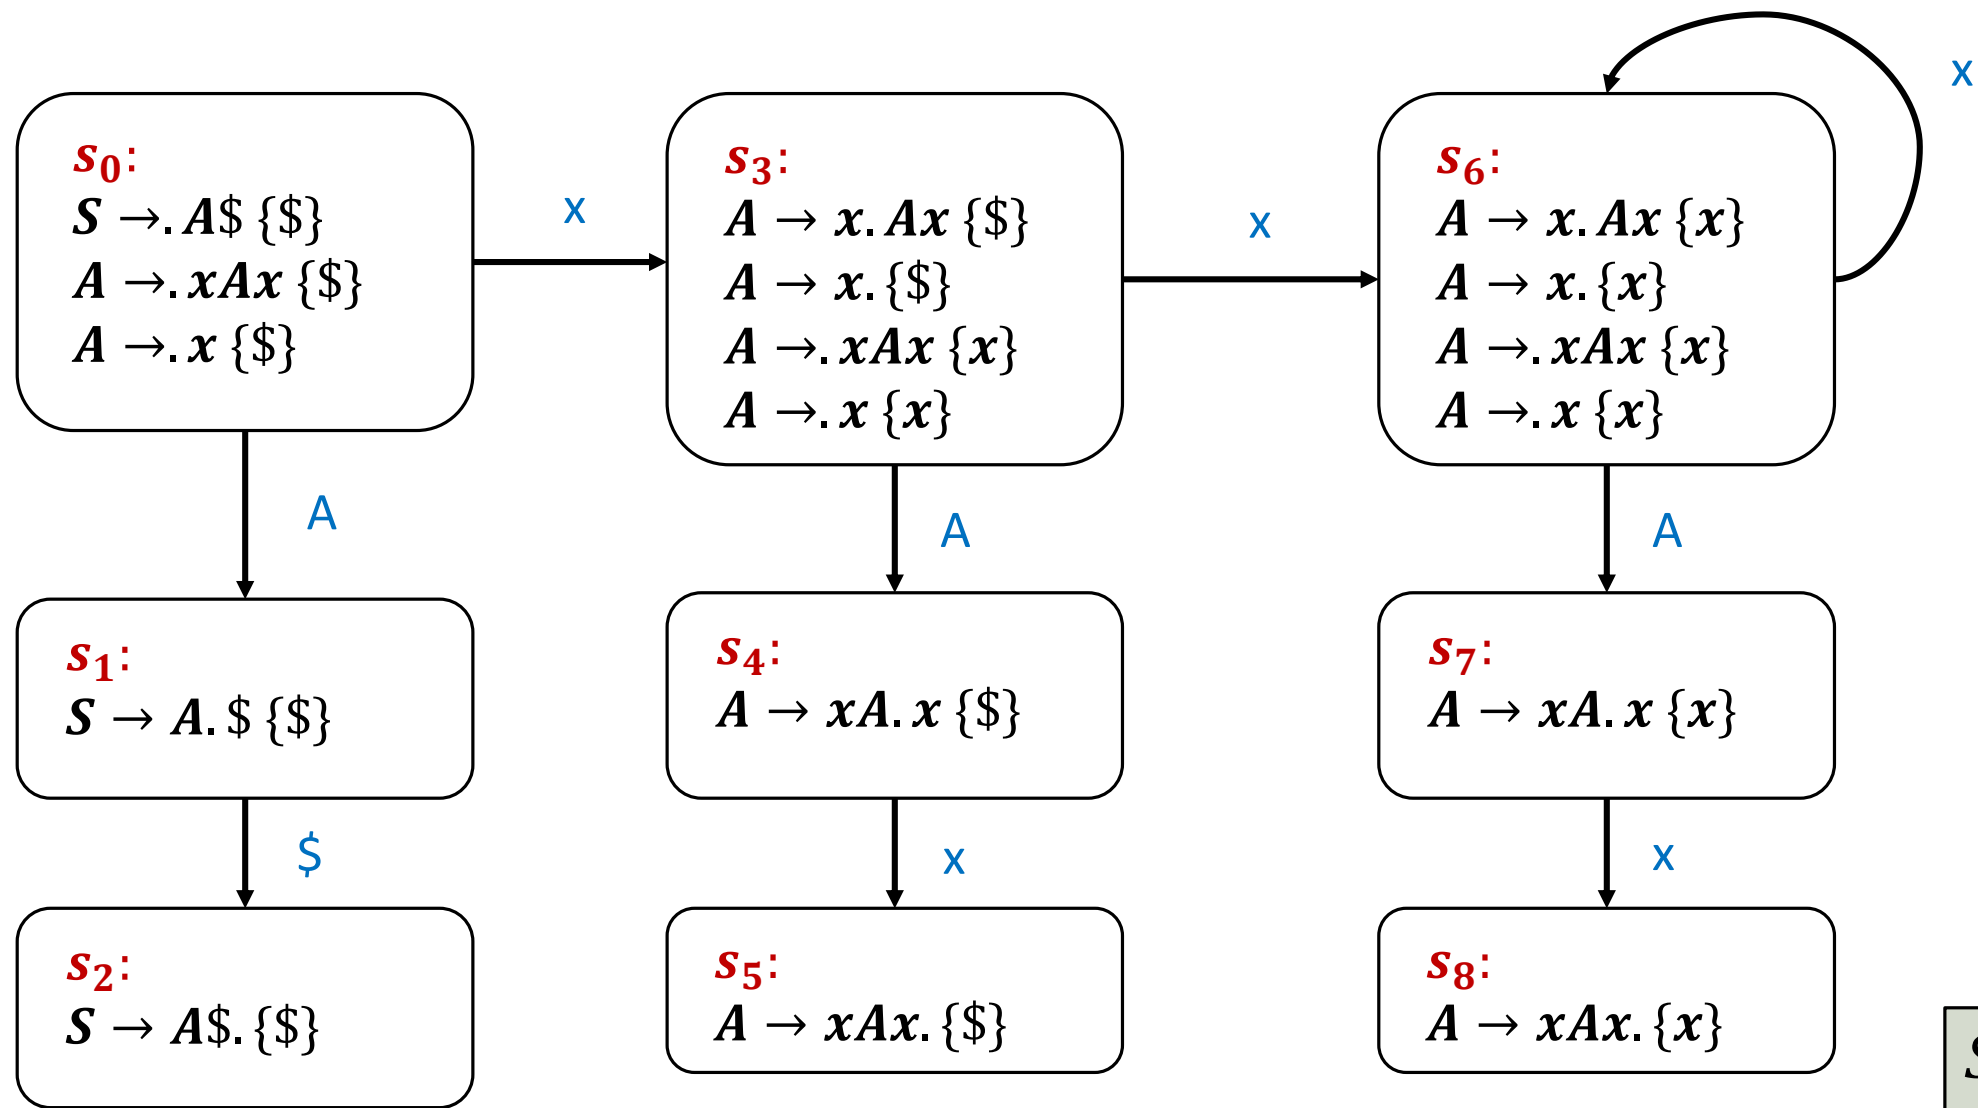 s₀:
S →. A$ {$}
A →. xAx {$}
A →. x {$}
x
s₃:
A → x. Ax {$}
A → x. {$}
A →. xAx {x}
A →. x {x}
x
s₆:
A → x. Ax {x}
A → x. {x}
A →. xAx {x}
A →. x {x}
x
A
A
A
s₁:
S → A. $ {$}
s₄:
A → xA. x {$}
s₇:
A → xA. x {x}
$
x
x
s₂:
S → A$. {$}
s₅:
A → xAx. {$}
s₈:
A → xAx. {x}